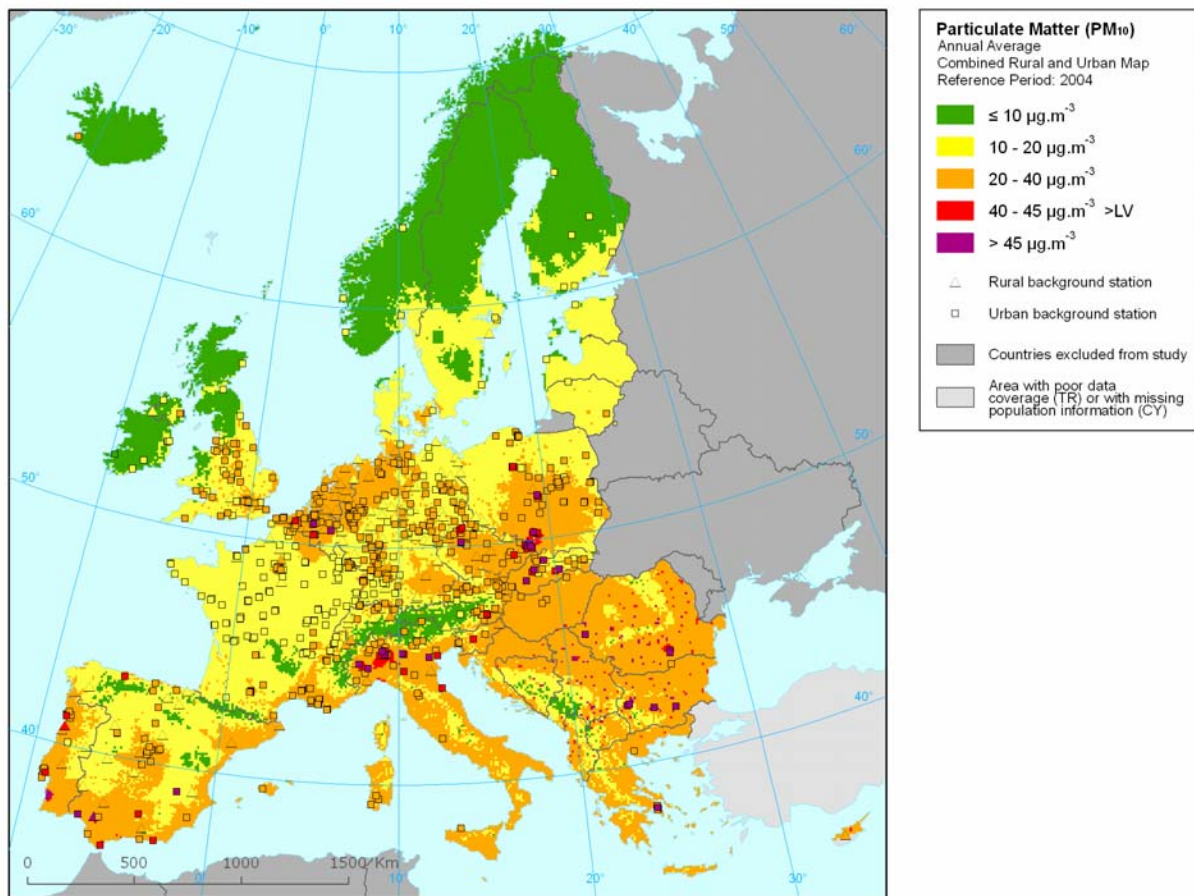 -30° -20° -10° 0° 10° 20° 30° 40° 50° 60°
60°
60°
50°
50°
40°
40°
0 500 1000 1500 Km
0° 10° 20° 30°
Particulate Matter (PM₁₀)
Annual Average
Combined Rural and Urban Map
Reference Period: 2004
≤ 10 µg.m⁻³
10 - 20 µg.m⁻³
20 - 40 µg.m⁻³
40 - 45 µg.m⁻³ >LV
> 45 µg.m⁻³
Rural background station
Urban background station
Countries excluded from study
Area with poor data
coverage (TR) or with missing
population information (CY)